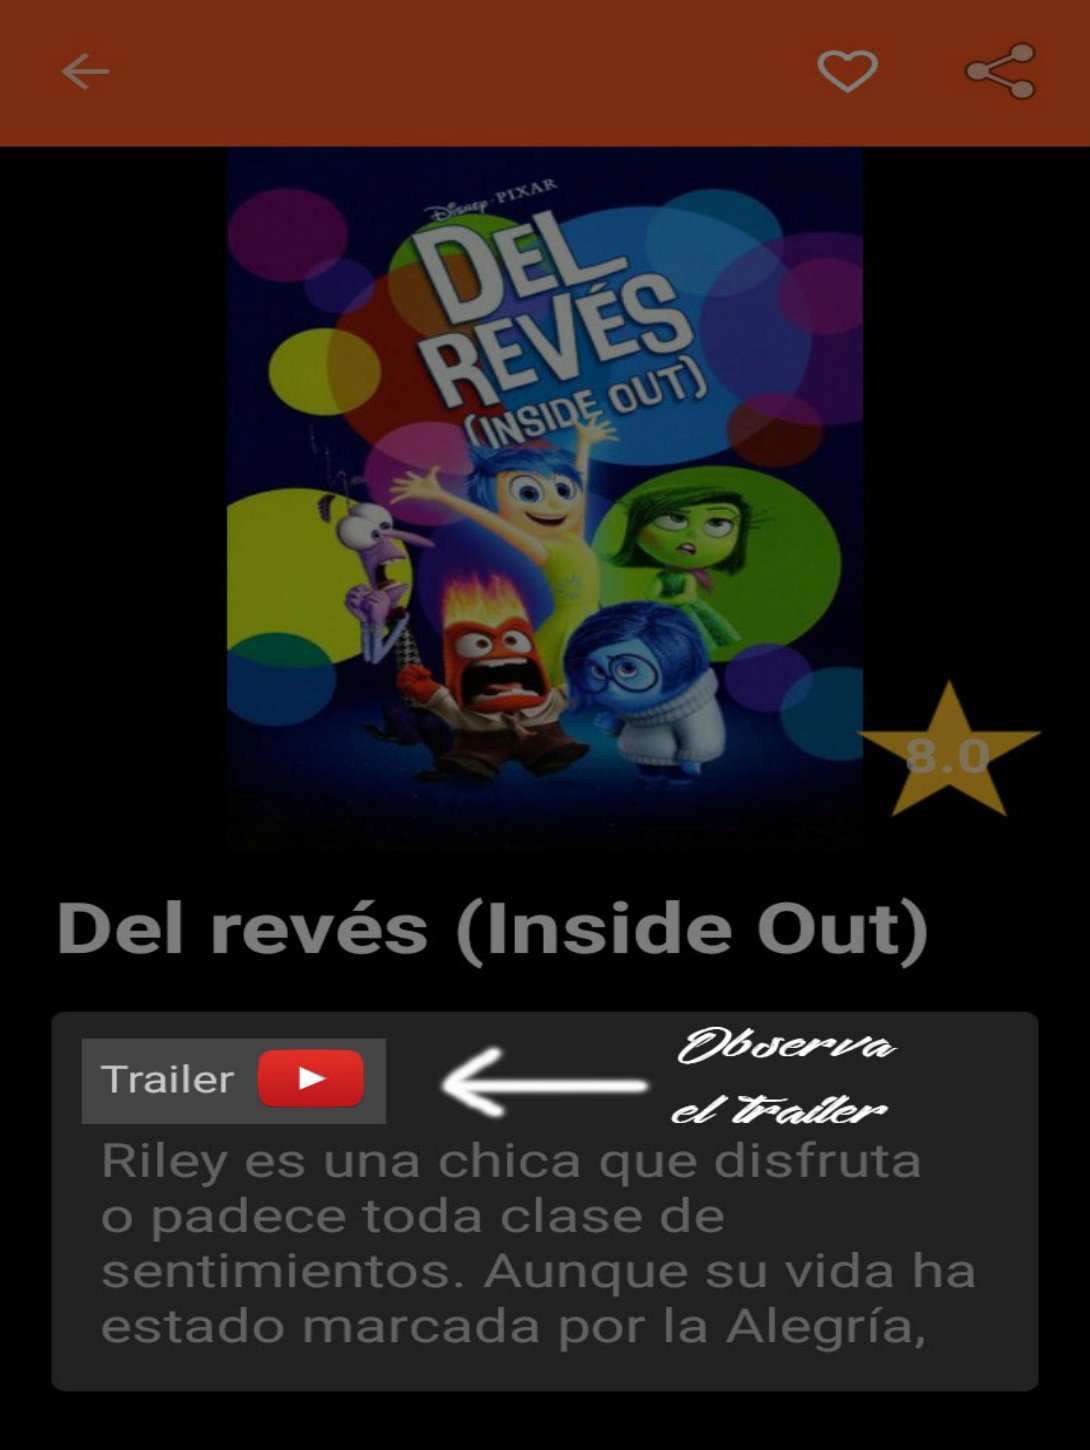 Disney·PIXAR
DEL
REVÉS
(INSIDE OUT)
8.0
Del revés (Inside Out)
Observa
Trailer
el trailer
Riley es una chica que disfruta
o padece toda clase de
sentimientos. Aunque su vida ha
estado marcada por la Alegría,